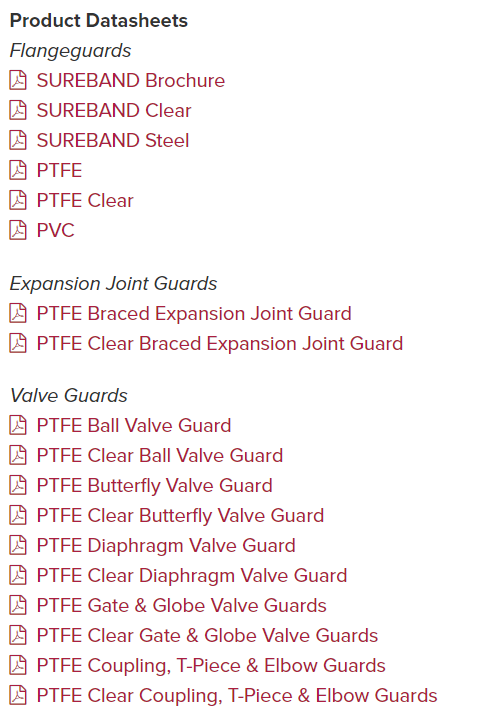 Product Datasheets
Flangeguards
SUREBAND Brochure
SUREBAND Clear
SUREBAND Steel
PTFE
PTFE Clear
PVC
Expansion Joint Guards
PTFE Braced Expansion Joint Guard
PTFE Clear Braced Expansion Joint Guard
Valve Guards
PTFE Ball Valve Guard
PTFE Clear Ball Valve Guard
PTFE Butterfly Valve Guard
PTFE Clear Butterfly Valve Guard
PTFE Diaphragm Valve Guard
PTFE Clear Diaphragm Valve Guard
PTFE Gate & Globe Valve Guards
PTFE Clear Gate & Globe Valve Guards
PTFE Coupling, T-Piece & Elbow Guards
PTFE Clear Coupling, T-Piece & Elbow Guards